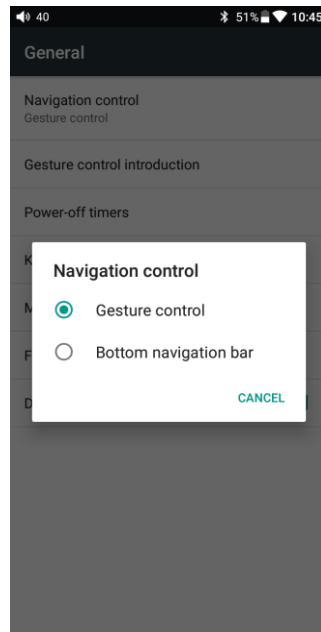 40 51% 10:45
General
Navigation control
Gesture control
Gesture control introduction
Power-off timers
K
Navigation control
M
Gesture control
F
Bottom navigation bar
D
CANCEL